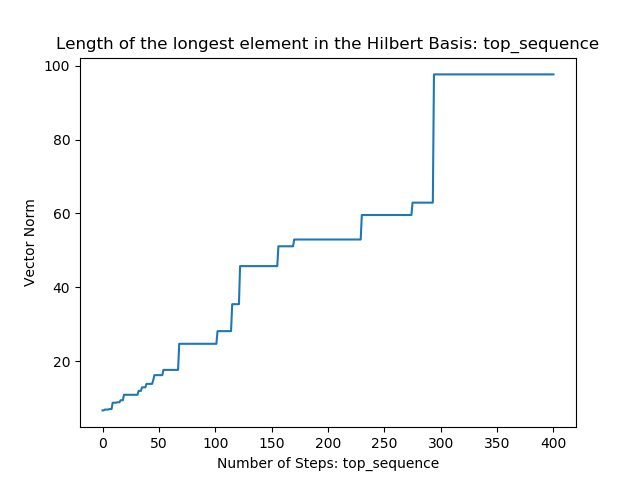 Length of the longest element in the Hilbert Basis: top_sequence
100
80
60
40
20
Vector Norm
0 50 100 150 200 250 300 350 400
Number of Steps: top_sequence